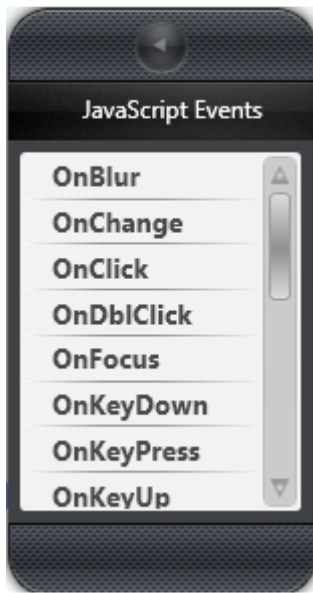 JavaScript Events
OnBlur
OnChange
OnClick
OnDblClick
OnFocus
OnKeyDown
OnKeyPress
OnKeyUp